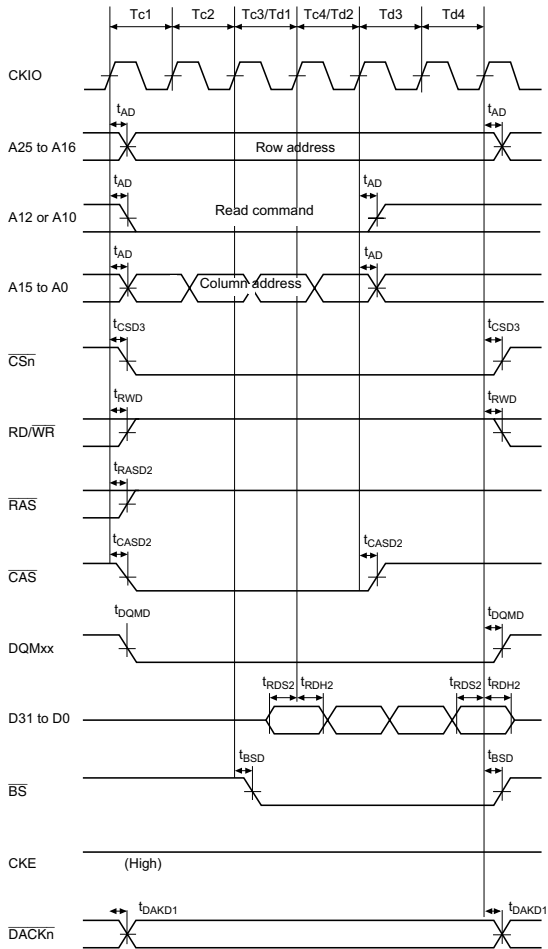 Tc1 Tc2 Tc3/Td1 Tc4/Td2 Td3 Td4
CKIO
tAD tAD
A25 to A16 Row address
tAD tAD
A12 or A10 Read command
tAD tAD
A15 to A0 Column address
tCSD3 tCSD3
CSn
tRWD tRWD
RD/WR
tRASD2
RAS
tCASD2 tCASD2
CAS
tDQMD tDQMD
DQMxx
tRDS2 tRDH2 tRDS2 tRDH2
D31 to D0
tBSD tBSD
BS
CKE (High)
tDAKD1 tDAKD1
DACKn